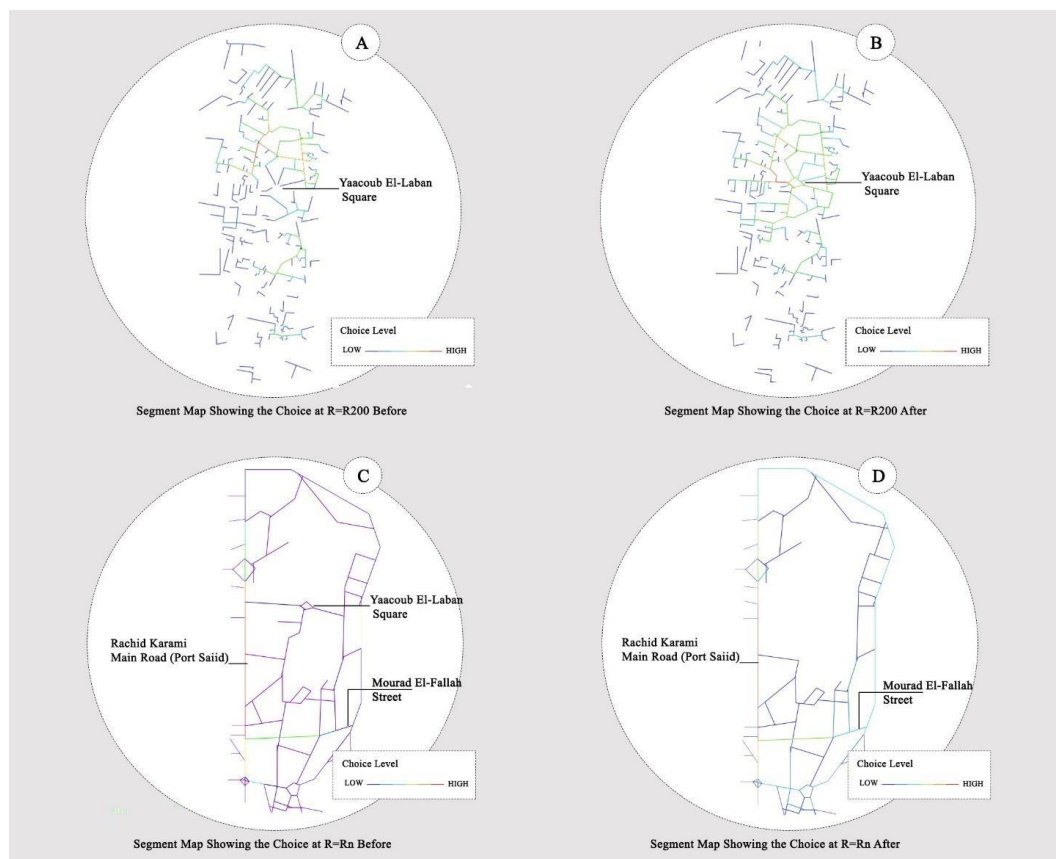 A
Yaacoub El-Laban
Square
Choice Level
LOW
HIGH
Segment Map Showing the Choice at R=R200 Before
B
Yaacoub El-Laban
Square
Choice Level
LOW
HIGH
Segment Map Showing the Choice at R=R200 After
C
Yaacoub El-Laban
Square
Rachid Karami
Main Road (Port Saiid)
Mourad El-Fallah
Street
Choice Level
LOW
HIGH
Segment Map Showing the Choice at R=Rn Before
D
Rachid Karami
Main Road (Port Saiid)
Mourad El-Fallah
Street
Choice Level
LOW
HIGH
Segment Map Showing the Choice at R=Rn After